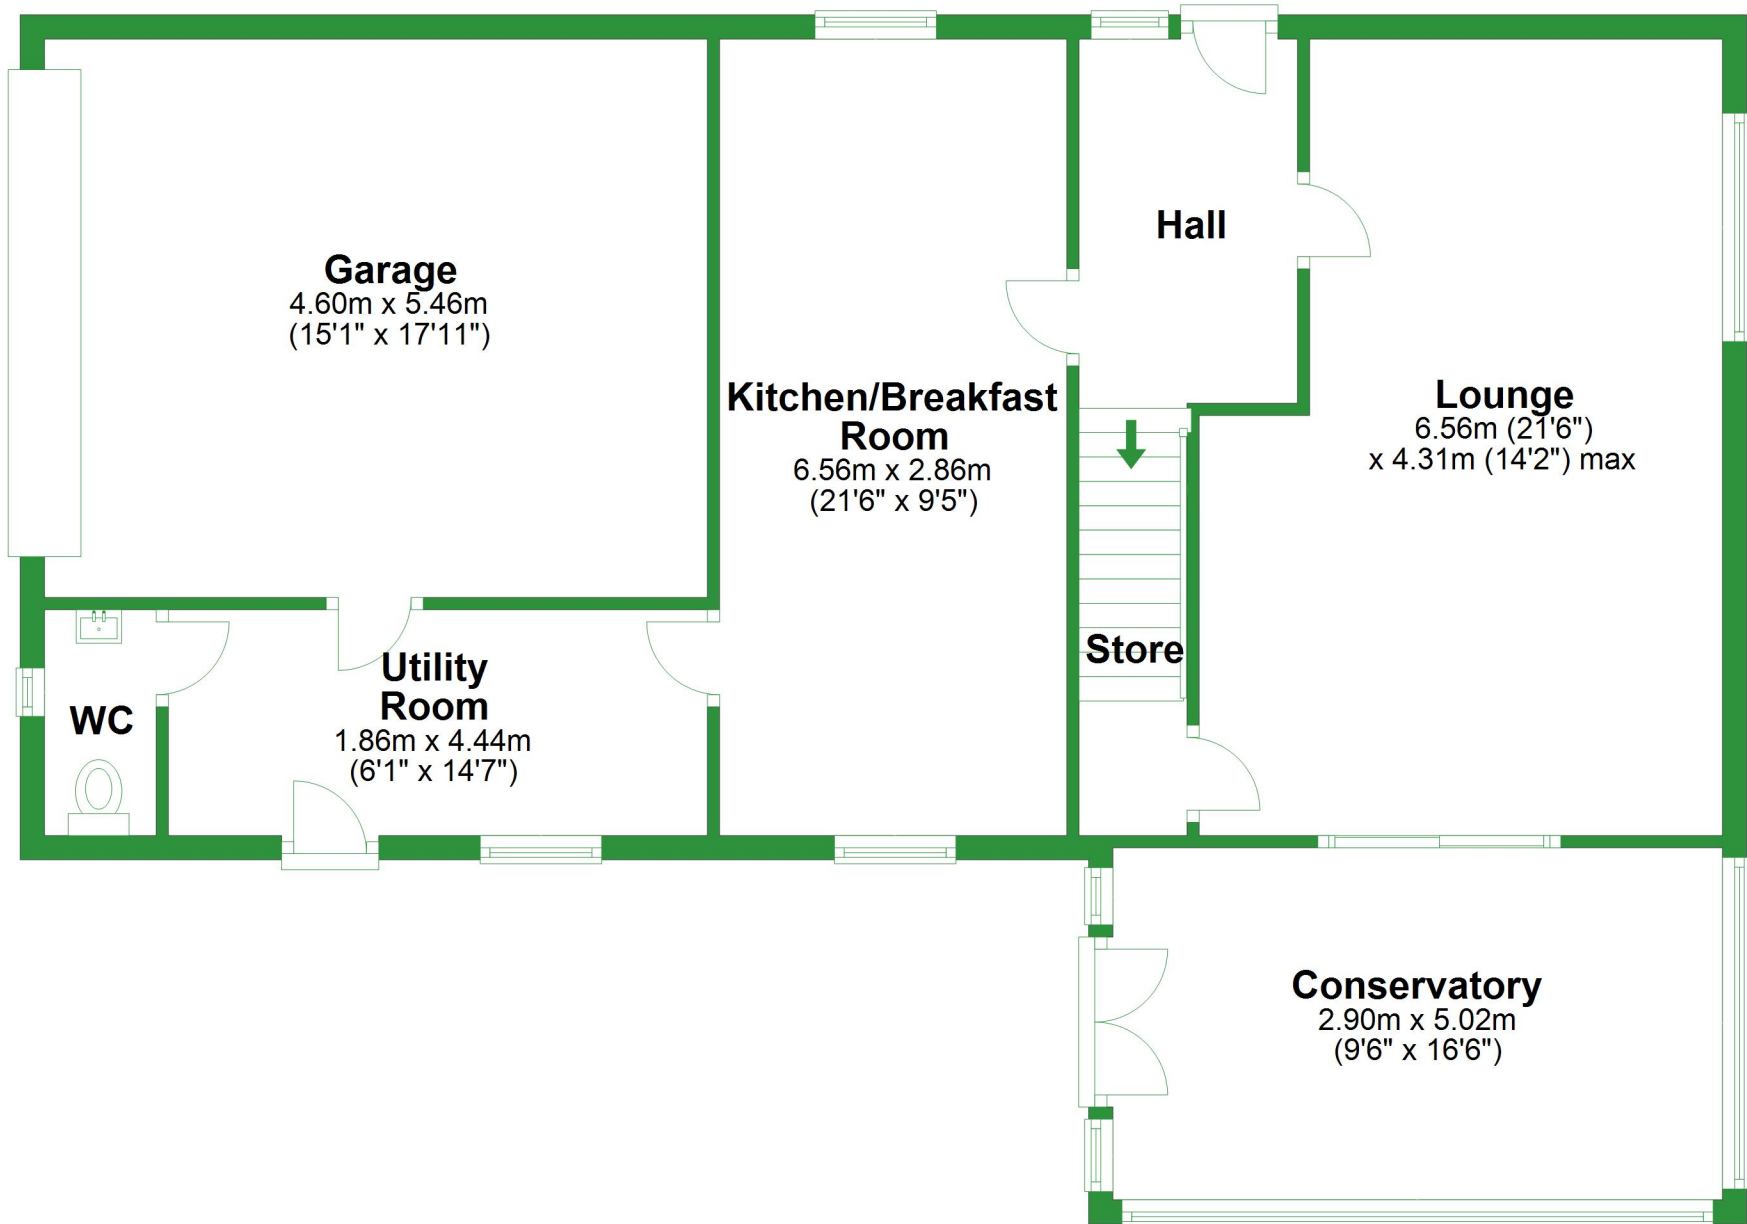 Garage
4.60m x 5.46m
(15'1" x 17'11")
Kitchen/Breakfast
Room
6.56m x 2.86m
(21'6" x 9'5")
Hall
Lounge
6.56m (21'6")
x 4.31m (14'2") max
Store
Utility
Room
1.86m x 4.44m
(6'1" x 14'7")
WC
Conservatory
2.90m x 5.02m
(9'6" x 16'6")